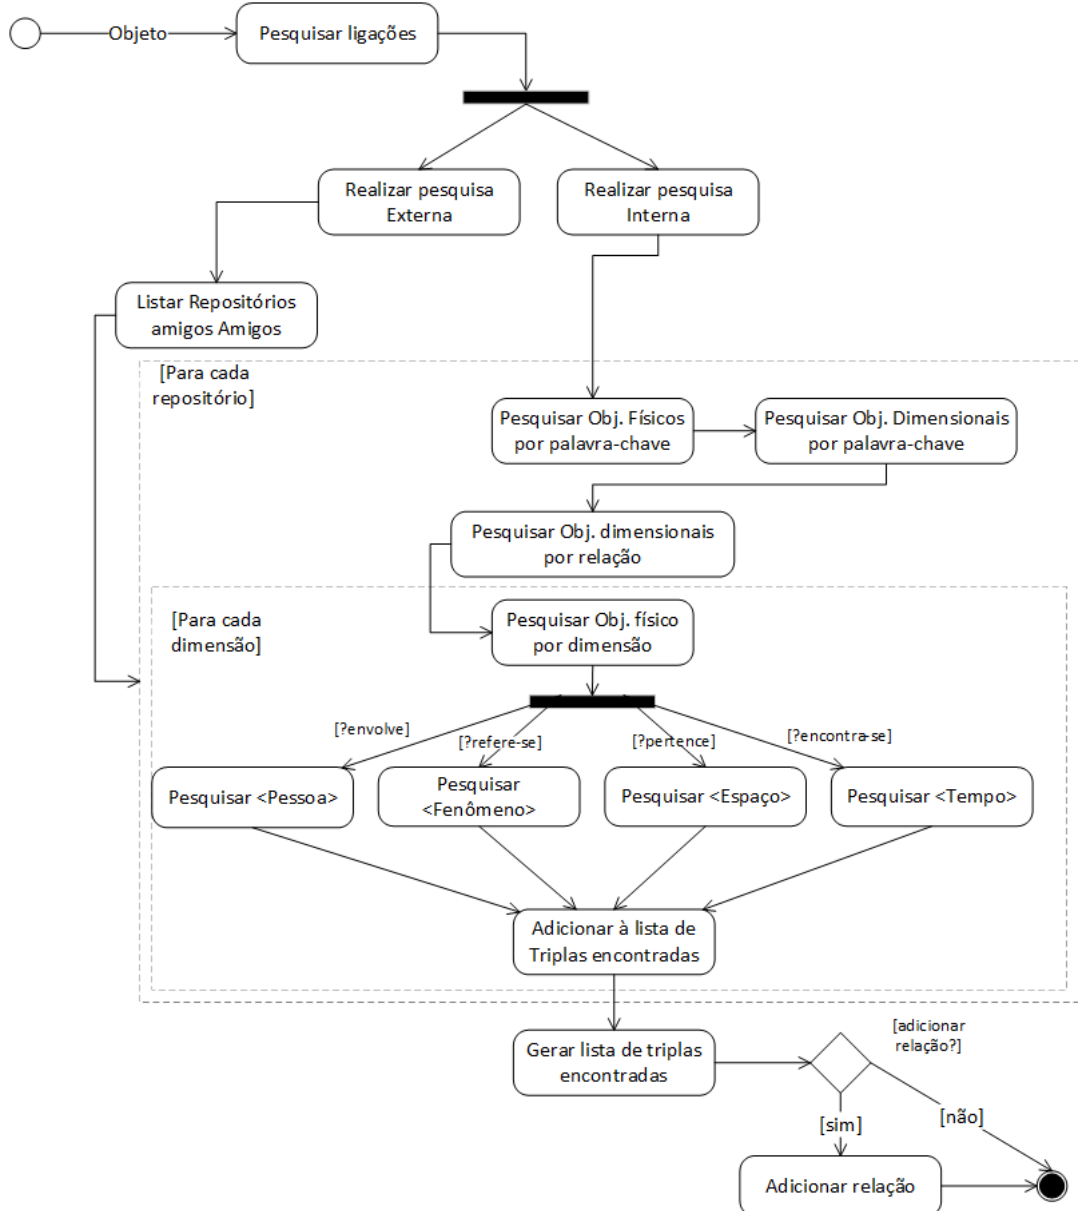 Objeto
Pesquisar ligações
Realizar pesquisa
Externa
Realizar pesquisa
Interna
Listar Repositórios
amigos Amigos
[Para cada
repositório]
Pesquisar Obj. Físicos
por palavra-chave
Pesquisar Obj. Dimensionais
por palavra-chave
Pesquisar Obj. dimensionais
por relação
[Para cada
dimensão]
Pesquisar Obj. físico
por dimensão
[?envolve]
[?refere-se]
[?pertence]
[?encontra-se]
Pesquisar <Pessoa>
Pesquisar
<Fenômeno>
Pesquisar <Espaço>
Pesquisar <Tempo>
Adicionar à lista de
Triplas encontradas
Gerar lista de triplas
encontradas
[adicionar
relação?]
[sim]
[não]
Adicionar relação